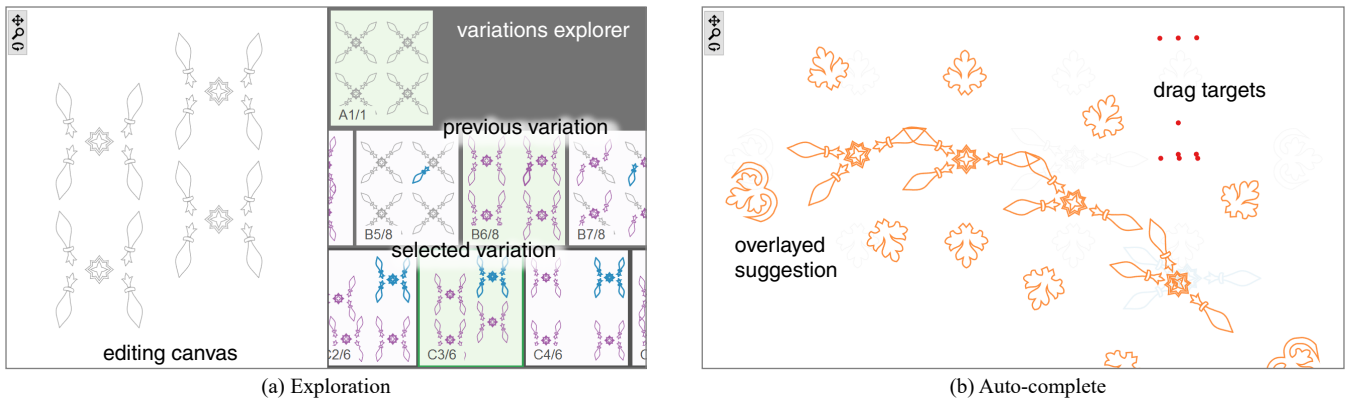 variations explorer
A1/1
previous variation
B5/8
B6/8
B7/8
selected variation
C2/6
C3/6
C4/6
editing canvas
drag targets
overlayed
suggestion
(a) Exploration
(b) Auto-complete